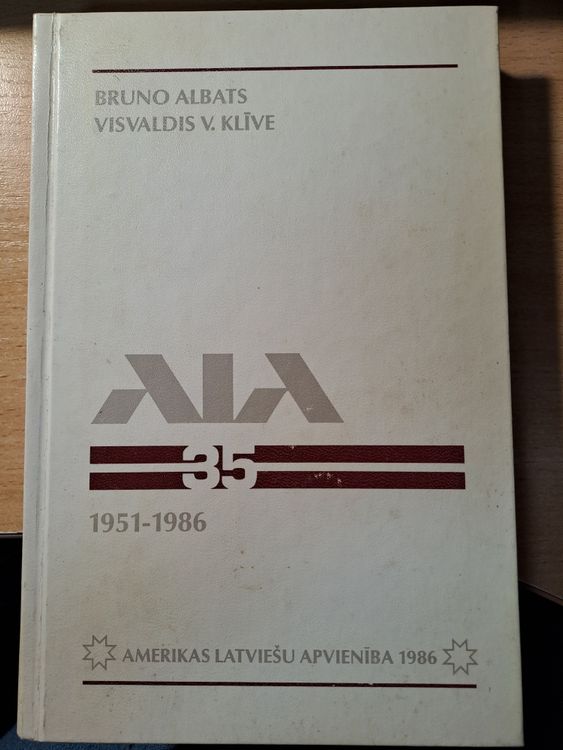 BRUNO ALBATS
VISVALDIS V. KLĪVE
ALA
35
1951-1986
AMERIKAS LATVIEŠU APVIENĪBA 1986